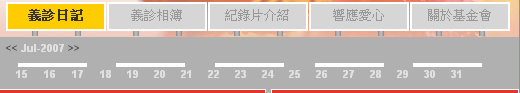 義診日記 義診相簿 紀錄片介紹 響應愛心 關於基金會
<< Jul-2007 >>
15 16 17 18 19 20 21 22 23 24 25 26 27 28 29 30 31